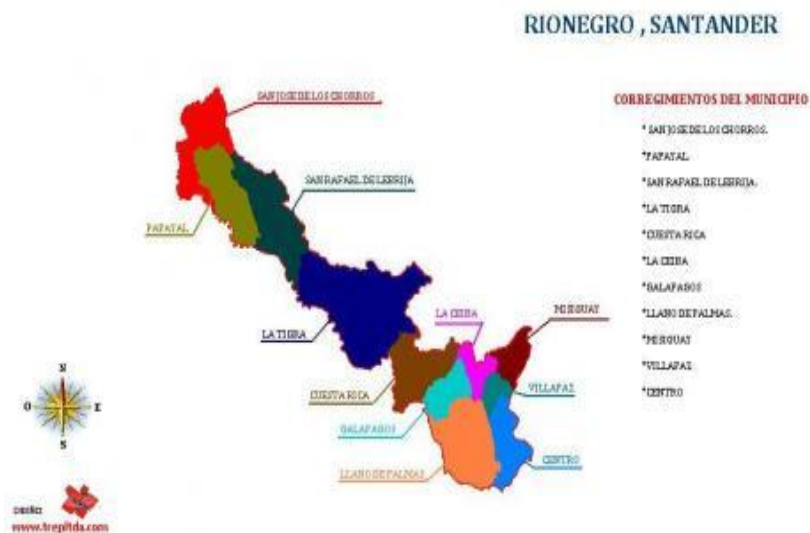 RIONEGRO , SANTANDER
CORREGIMIENTOS DEL MUNICIPIO
* SAN JOSE DE LOS CHORROS.
*PAPAYAL.
*SAN RAFAEL DE LEBRIJA.
*LA TIGRA
*CUESTA RICA
*LA CEIBA
*GALAPAGOS
*LLANO DE PALMAS.
*MISIGUAY
*VILLAPAZ
*CENTRO
SAN JOSE DE LOS CHORROS
SAN RAFAEL DE LEBRIJA
PAPAYAL
LA TIGRA
LA CEIBA
MISIGUAY
CUESTA RICA
VILLAPAZ
GALAPAGOS
LLANO DE PALMAS
CENTRO
N
O
E
S
DISEÑO:
www.trepitda.com